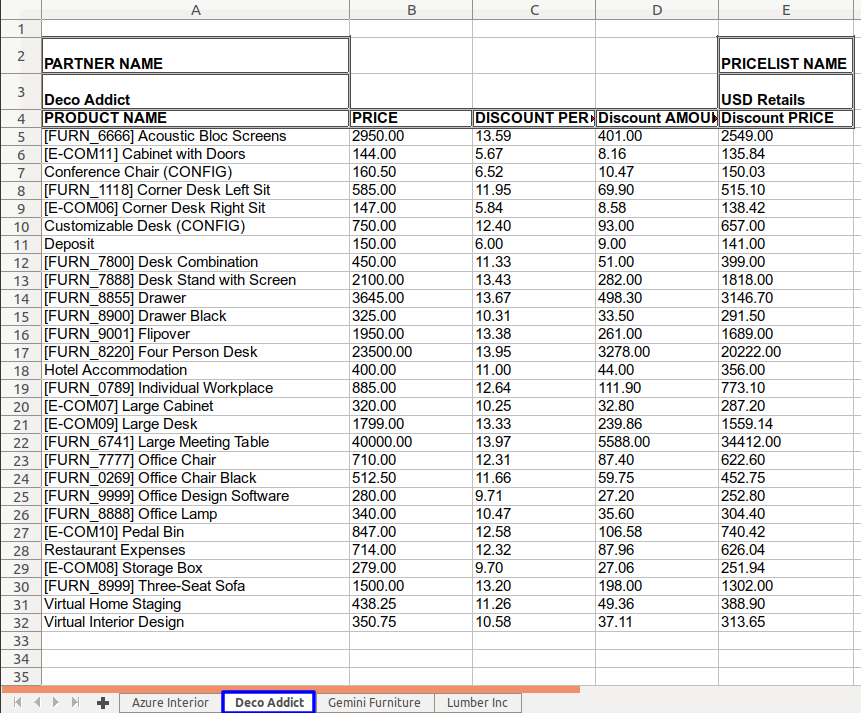 A B C D E
1
2 PARTNER NAME PRICELIST NAME
3 Deco Addict USD Retails
4 PRODUCT NAME PRICE DISCOUNT PER Discount AMOU Discount PRICE
5 [FURN_6666] Acoustic Bloc Screens 2950.00 13.59 401.00 2549.00
6 [E-COM11] Cabinet with Doors 144.00 5.67 8.16 135.84
7 Conference Chair (CONFIG) 160.50 6.52 10.47 150.03
8 [FURN_1118] Corner Desk Left Sit 585.00 11.95 69.90 515.10
9 [E-COM06] Corner Desk Right Sit 147.00 5.84 8.58 138.42
10 Customizable Desk (CONFIG) 750.00 12.40 93.00 657.00
11 Deposit 150.00 6.00 9.00 141.00
12 [FURN_7800] Desk Combination 450.00 11.33 51.00 399.00
13 [FURN_7888] Desk Stand with Screen 2100.00 13.43 282.00 1818.00
14 [FURN_8855] Drawer 3645.00 13.67 498.30 3146.70
15 [FURN_8900] Drawer Black 325.00 10.31 33.50 291.50
16 [FURN_9001] Flipover 1950.00 13.38 261.00 1689.00
17 [FURN_8220] Four Person Desk 23500.00 13.95 3278.00 20222.00
18 Hotel Accommodation 400.00 11.00 44.00 356.00
19 [FURN_0789] Individual Workplace 885.00 12.64 111.90 773.10
20 [E-COM07] Large Cabinet 320.00 10.25 32.80 287.20
21 [E-COM09] Large Desk 1799.00 13.33 239.86 1559.14
22 [FURN_6741] Large Meeting Table 40000.00 13.97 5588.00 34412.00
23 [FURN_7777] Office Chair 710.00 12.31 87.40 622.60
24 [FURN_0269] Office Chair Black 512.50 11.66 59.75 452.75
25 [FURN_9999] Office Design Software 280.00 9.71 27.20 252.80
26 [FURN_8888] Office Lamp 340.00 10.47 35.60 304.40
27 [E-COM10] Pedal Bin 847.00 12.58 106.58 740.42
28 Restaurant Expenses 714.00 12.32 87.96 626.04
29 [E-COM08] Storage Box 279.00 9.70 27.06 251.94
30 [FURN_8999] Three-Seat Sofa 1500.00 13.20 198.00 1302.00
31 Virtual Home Staging 438.25 11.26 49.36 388.90
32 Virtual Interior Design 350.75 10.58 37.11 313.65
33
34
35
Azure Interior Deco Addict Gemini Furniture Lumber Inc